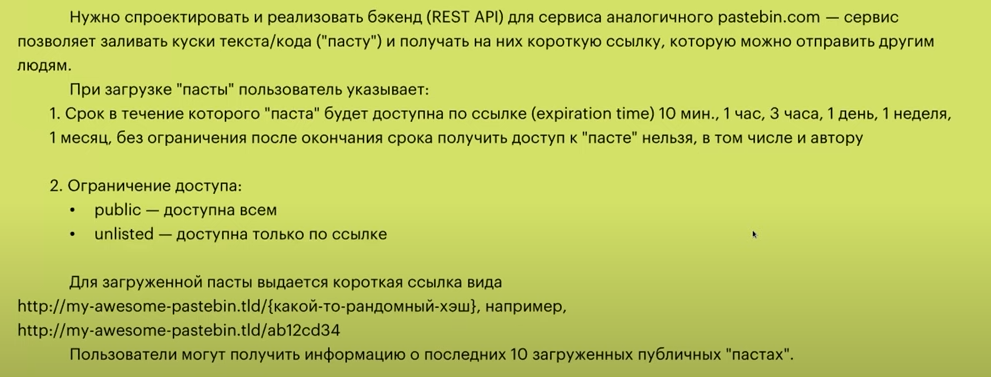 Нужно спроектировать и реализовать бэкенд (REST API) для сервиса аналогичного pastebin.com — сервис
позволяет заливать куски текста/кода ("пасту") и получать на них короткую ссылку, которую можно отправить другим
людям.
При загрузке "пасты" пользователь указывает:
1. Срок в течение которого "паста" будет доступна по ссылке (expiration time) 10 мин., 1 час, 3 часа, 1 день, 1 неделя,
1 месяц, без ограничения после окончания срока получить доступ к "пасте" нельзя, в том числе и автору
2. Ограничение доступа:
• public — доступна всем
• unlisted — доступна только по ссылке
Для загруженной пасты выдается короткая ссылка вида
http://my-awesome-pastebin.tld/{какой-то-рандомный-хэш}, например,
http://my-awesome-pastebin.tld/ab12cd34
Пользователи могут получить информацию о последних 10 загруженных публичных "пастах".